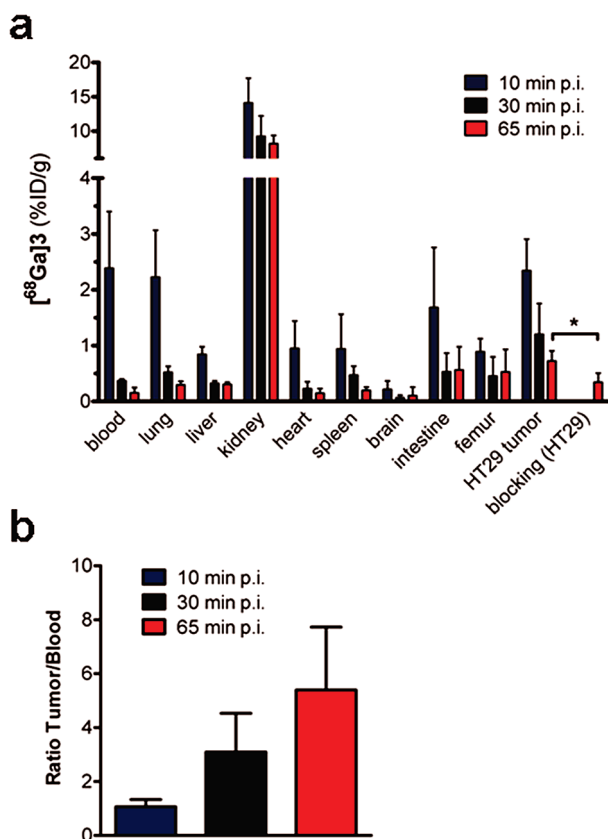 a
[⁶⁸Ga]3 (%ID/g)
20
15
10
4
3
2
1
0
10 min p.i.
30 min p.i.
65 min p.i.
*
blood
lung
liver
kidney
heart
spleen
brain
intestine
femur
HT29 tumor
blocking (HT29)
b
Ratio Tumor/Blood
10
8
6
4
2
0
10 min p.i.
30 min p.i.
65 min p.i.